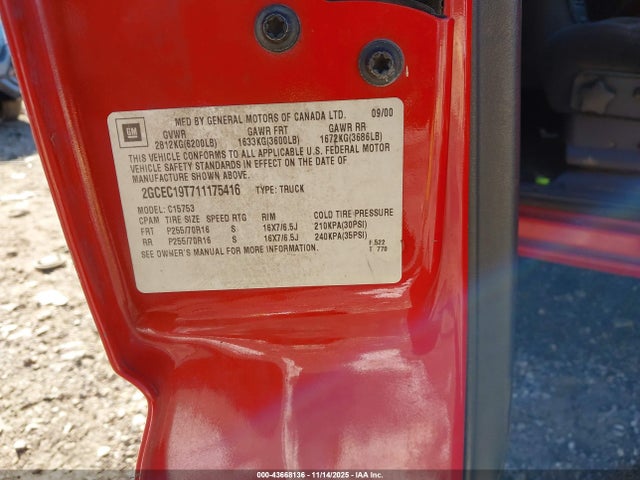 GM
MFD BY GENERAL MOTORS OF CANADA LTD. 09/00
GVWR GAWR FRT GAWR RR
2812KG(6200LB) 1633KG(3600LB) 1672KG(3686LB)
THIS VEHICLE CONFORMS TO ALL APPLICABLE U.S. FEDERAL MOTOR
VEHICLE SAFETY STANDARDS IN EFFECT ON THE DATE OF
MANUFACTURE SHOWN ABOVE.
2GCEC19T711175416 TYPE: TRUCK
MODEL: C15753
CPAM TIRE SIZE SPEED RTG RIM COLD TIRE PRESSURE
FRT P255/70R16 S 16X7/6.5J 210KPA(30PSI)
RR P255/70R16 S 16X7/6.5J 240KPA(35PSI)
SEE OWNER'S MANUAL FOR MORE INFORMATION.
F.522
T 770
000-43668136 - 11/14/2025 - IAA, Inc.